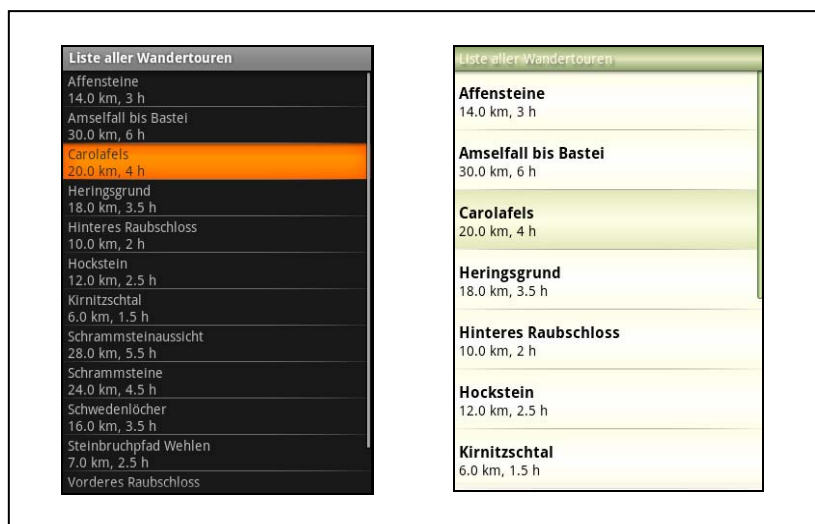 Liste aller Wandertouren
Affensteine
14.0 km, 3 h
Amselfall bis Bastei
30.0 km, 6 h
Carolafels
20.0 km, 4 h
Heringsgrund
18.0 km, 3.5 h
Hinteres Raubschloss
10.0 km, 2 h
Hockstein
12.0 km, 2.5 h
Kirnitzschtal
6.0 km, 1.5 h
Schrammsteinaussicht
28.0 km, 5.5 h
Schrammsteine
24.0 km, 4.5 h
Schwedenlöcher
16.0 km, 3.5 h
Steinbruchpfad Wehlen
7.0 km, 2.5 h
Vorderes Raubschloss
Liste aller Wandertouren
Affensteine
14.0 km, 3 h
Amselfall bis Bastei
30.0 km, 6 h
Carolafels
20.0 km, 4 h
Heringsgrund
18.0 km, 3.5 h
Hinteres Raubschloss
10.0 km, 2 h
Hockstein
12.0 km, 2.5 h
Kirnitzschtal
6.0 km, 1.5 h